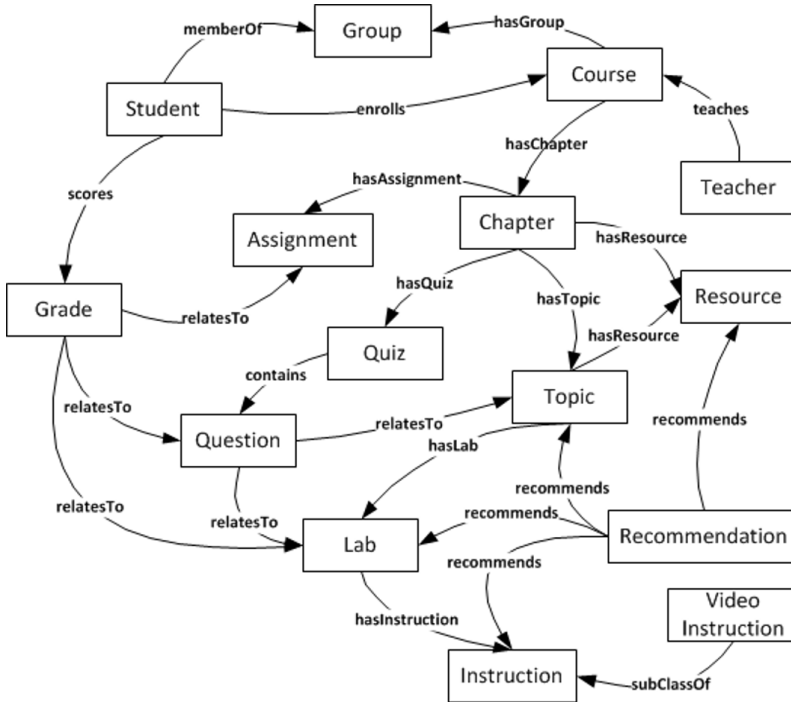 memberOf
Group
hasGroup
Course
Student
enrolls
teaches
hasChapter
Teacher
scores
hasAssignment
Chapter
Assignment
hasResource
hasQuiz
hasTopic
Resource
Grade
relatesTo
hasResource
Quiz
contains
Topic
relatesTo
relatesTo
recommends
Question
hasLab
recommends
relatesTo
relatesTo
recommends
Lab
Recommendation
recommends
hasInstruction
Video
Instruction
Instruction
subClassOf